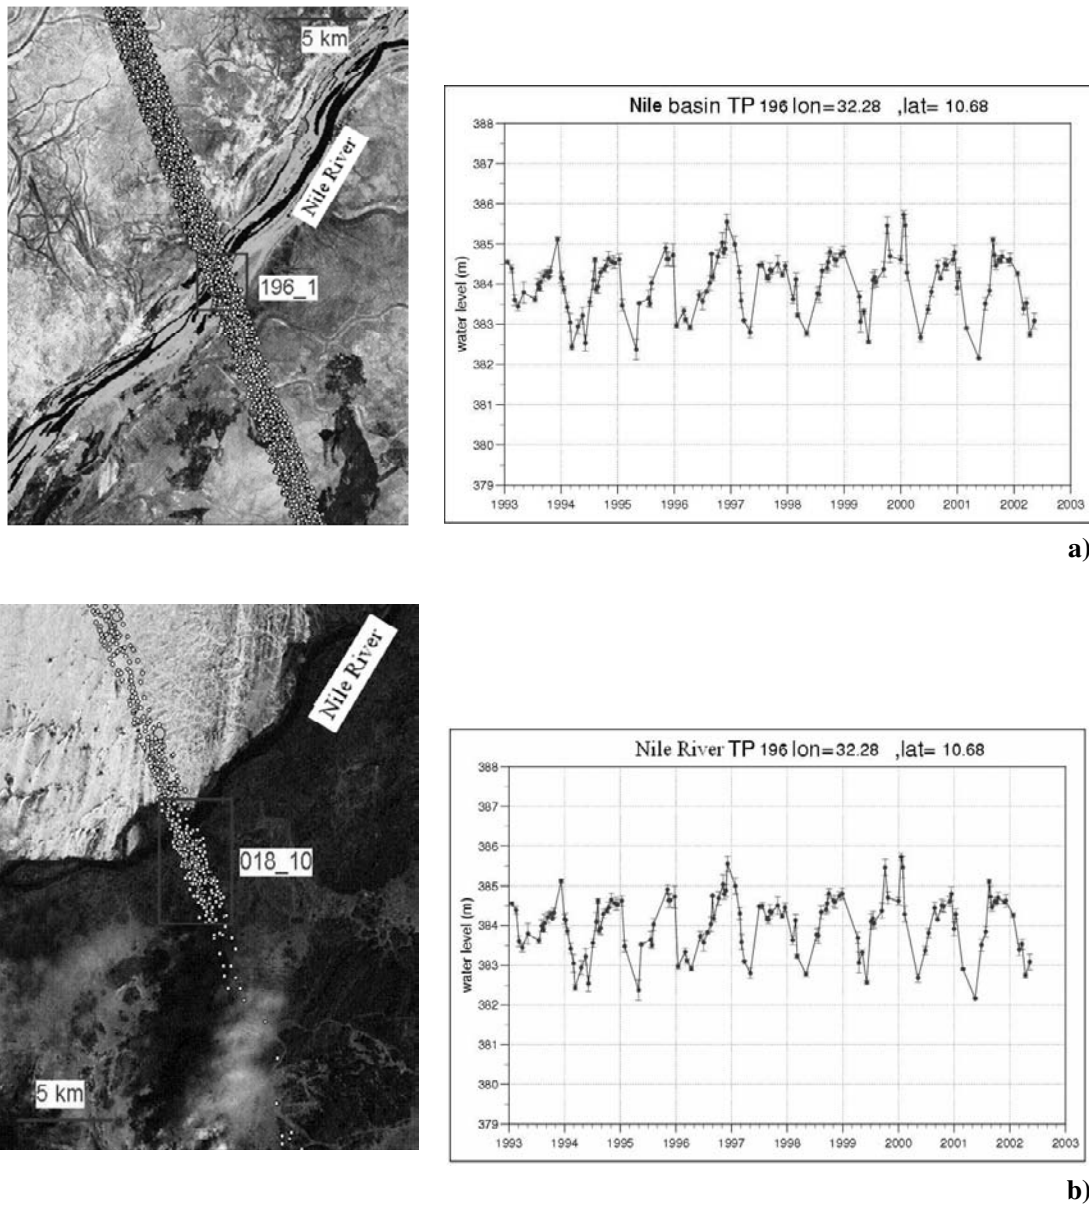 5 km
Nile River
196_1
Nile basin TP 196 lon=32.28 ,lat= 10.68
water level (m)
388
387
386
385
384
383
382
381
380
379
1993 1994 1995 1996 1997 1998 1999 2000 2001 2002 2003
a)
Nile River
018_10
5 km
Nile River TP 196 lon=32.28 ,lat= 10.68
water level (m)
388
387
386
385
384
383
382
381
380
379
1993 1994 1995 1996 1997 1998 1999 2000 2001 2002 2003
b)